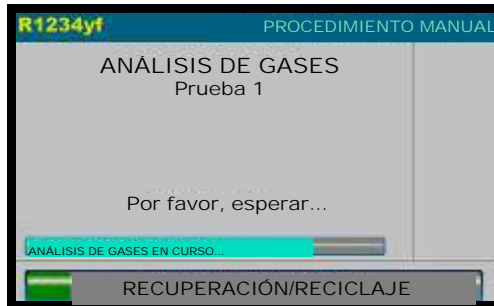 R1234yf
PROCEDIMIENTO MANUAL
ANÁLISIS DE GASES
Prueba 1
Por favor, esperar...
ANÁLISIS DE GASES EN CURSO...
RECUPERACIÓN/RECICLAJE